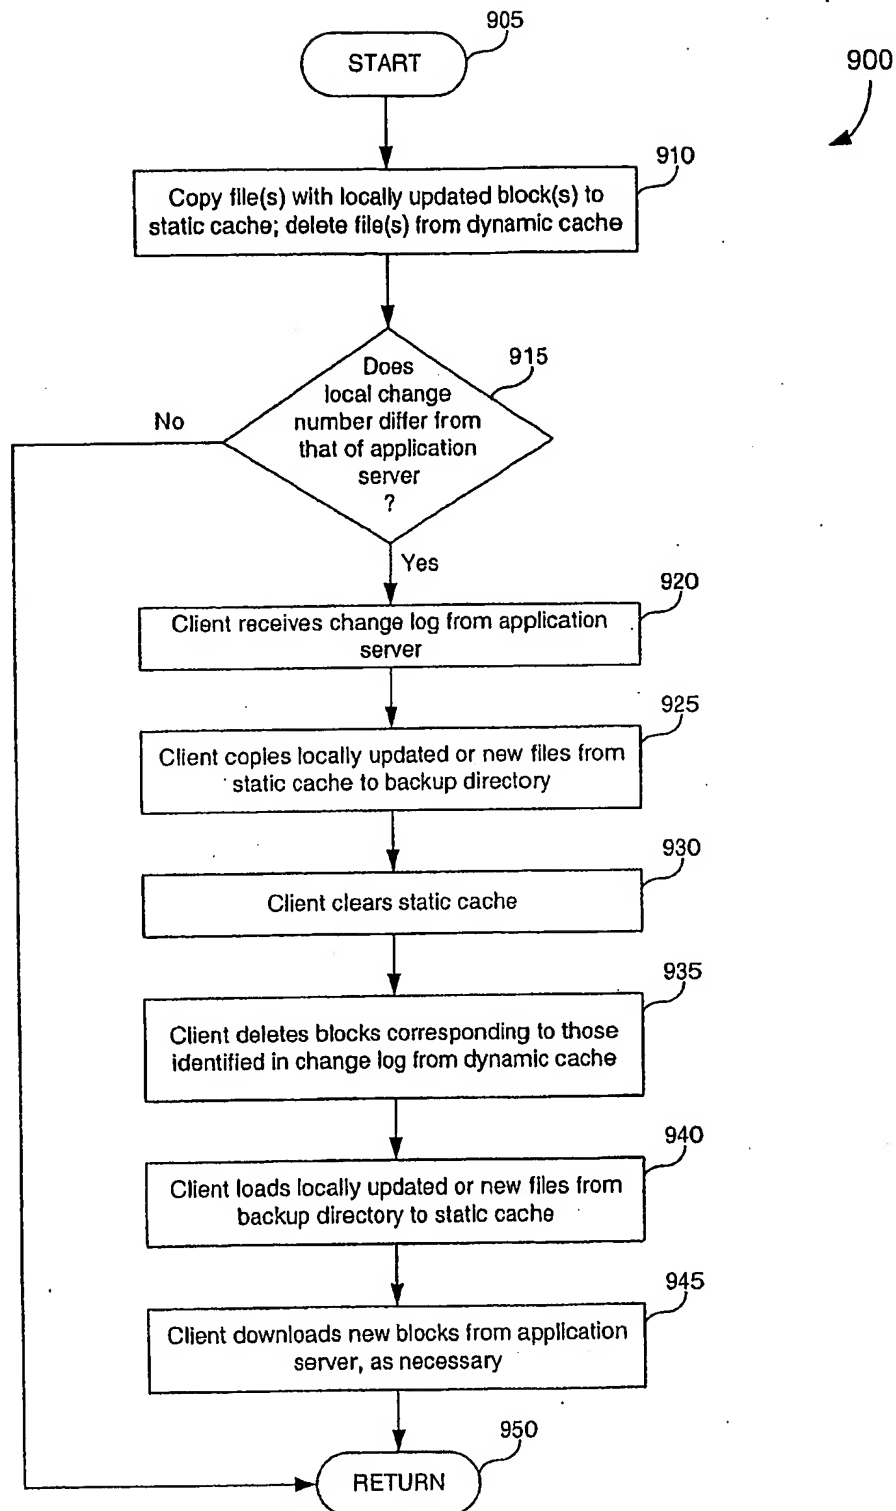 905
START
900
910
Copy file(s) with locally updated block(s) to
static cache; delete file(s) from dynamic cache
915
Does
local change
number differ from
that of application
server
?
No
Yes
920
Client receives change log from application
server
925
Client copies locally updated or new files from
static cache to backup directory
930
Client clears static cache
935
Client deletes blocks corresponding to those
identified in change log from dynamic cache
940
Client loads locally updated or new files from
backup directory to static cache
945
Client downloads new blocks from application
server, as necessary
950
RETURN